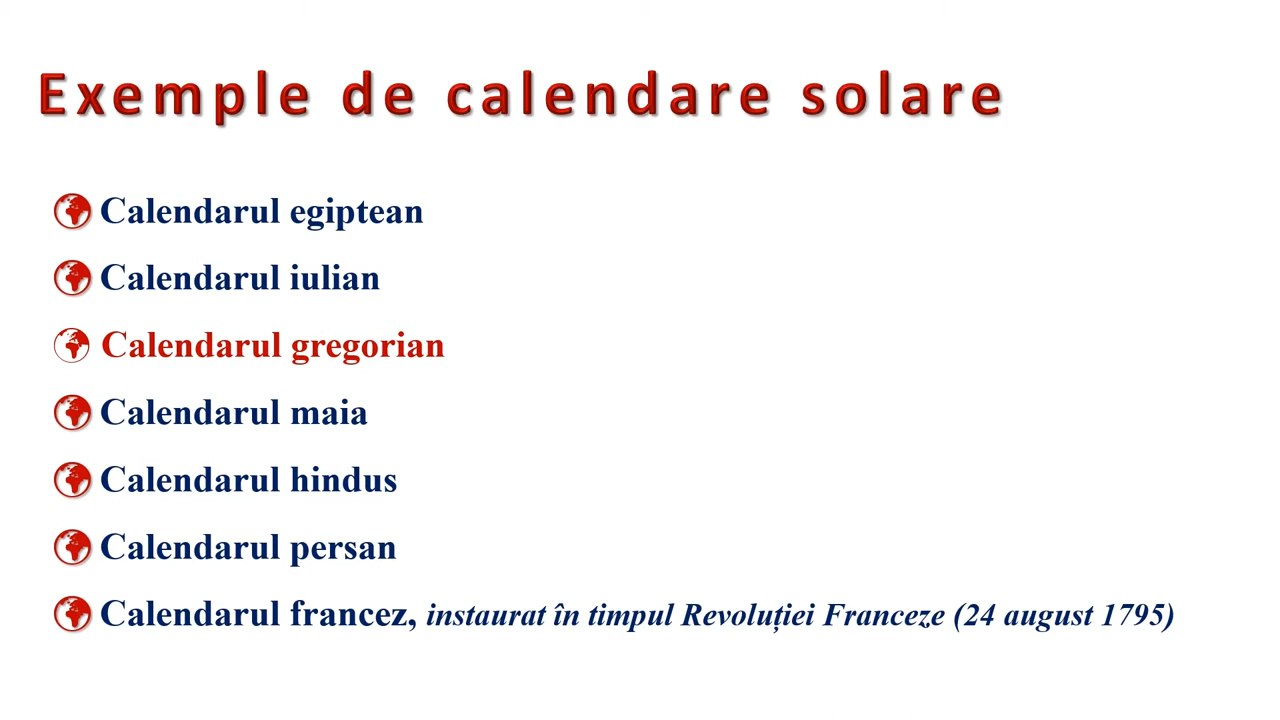 Exemple de calendare solare
Calendarul egiptean
Calendarul iulian
Calendarul gregorian
Calendarul maia
Calendarul hindus
Calendarul persan
Calendarul francez, instaurat în timpul Revoluției Franceze (24 august 1795)